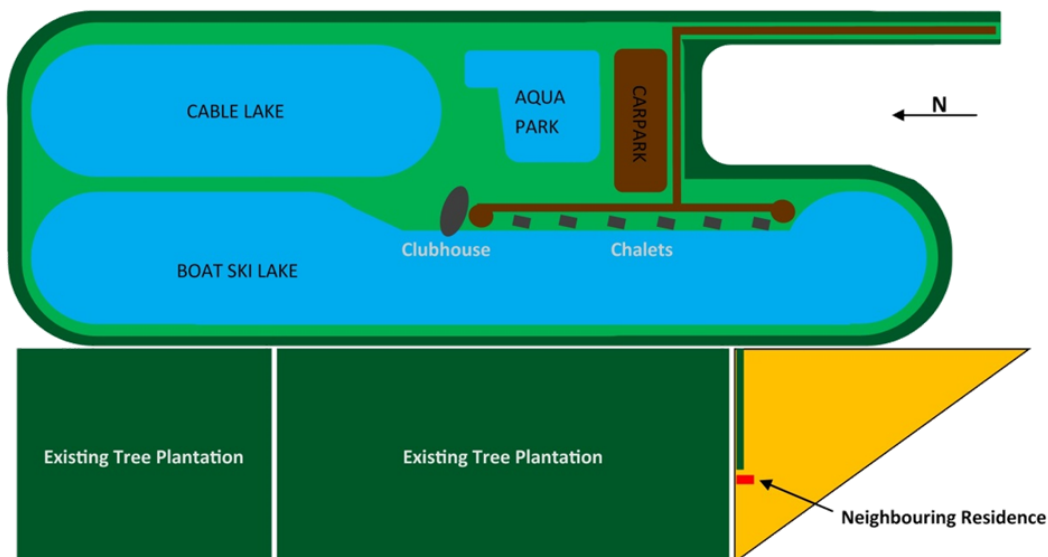 CABLE LAKE
AQUA
PARK
CARPARK
N
Clubhouse
Chalets
BOAT SKI LAKE
Existing Tree Plantation
Existing Tree Plantation
Neighbouring Residence